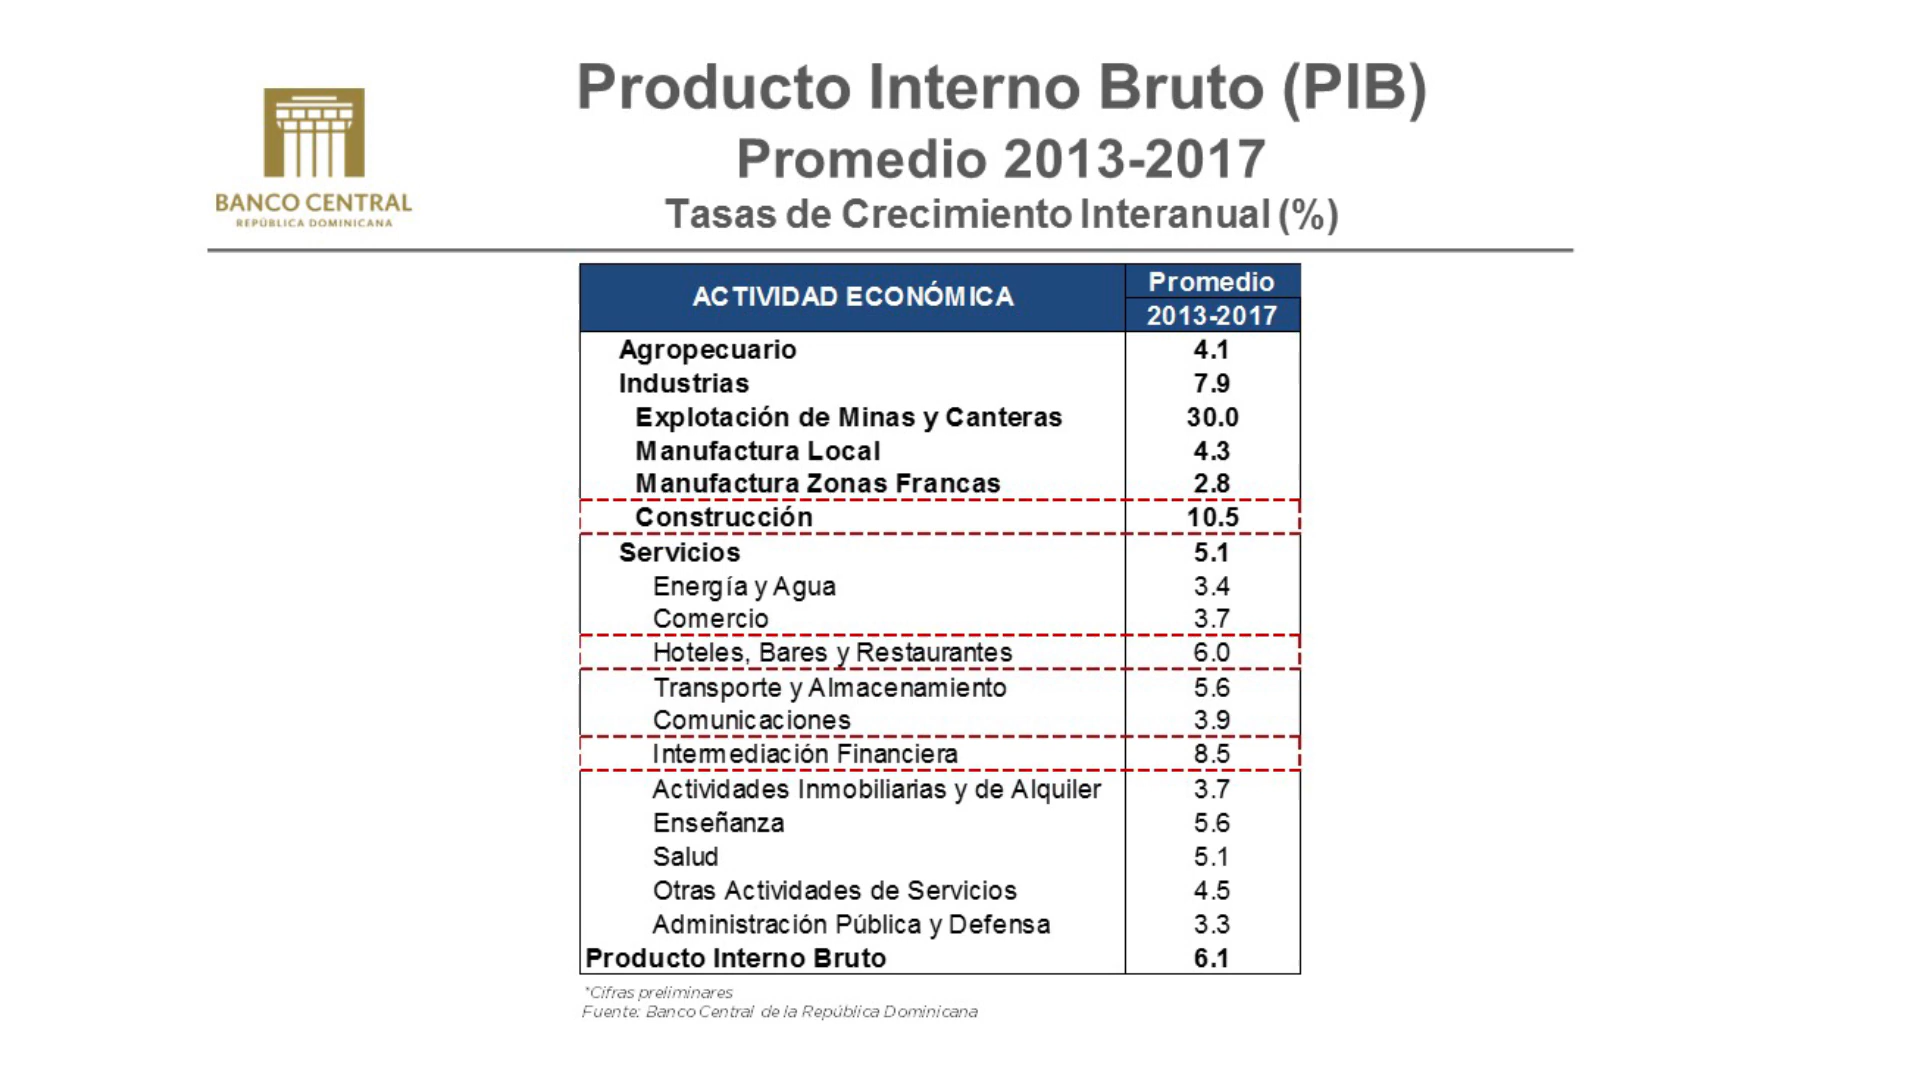 Producto Interno Bruto (PIB)
Promedio 2013-2017
Tasas de Crecimiento Interanual (%)
BANCO CENTRAL
REPÚBLICA DOMINICANA
ACTIVIDAD ECONÓMICA Promedio
2013-2017
Agropecuario 4.1
Industrias 7.9
Explotación de Minas y Canteras 30.0
Manufactura Local 4.3
Manufactura Zonas Francas 2.8
Construcción 10.5
Servicios 5.1
Energía y Agua 3.4
Comercio 3.7
Hoteles, Bares y Restaurantes 6.0
Transporte y Almacenamiento 5.6
Comunicaciones 3.9
Intermediación Financiera 8.5
Actividades Inmobiliarias y de Alquiler 3.7
Enseñanza 5.6
Salud 5.1
Otras Actividades de Servicios 4.5
Administración Pública y Defensa 3.3
Producto Interno Bruto 6.1
*Cifras preliminares
Fuente: Banco Central de la República Dominicana